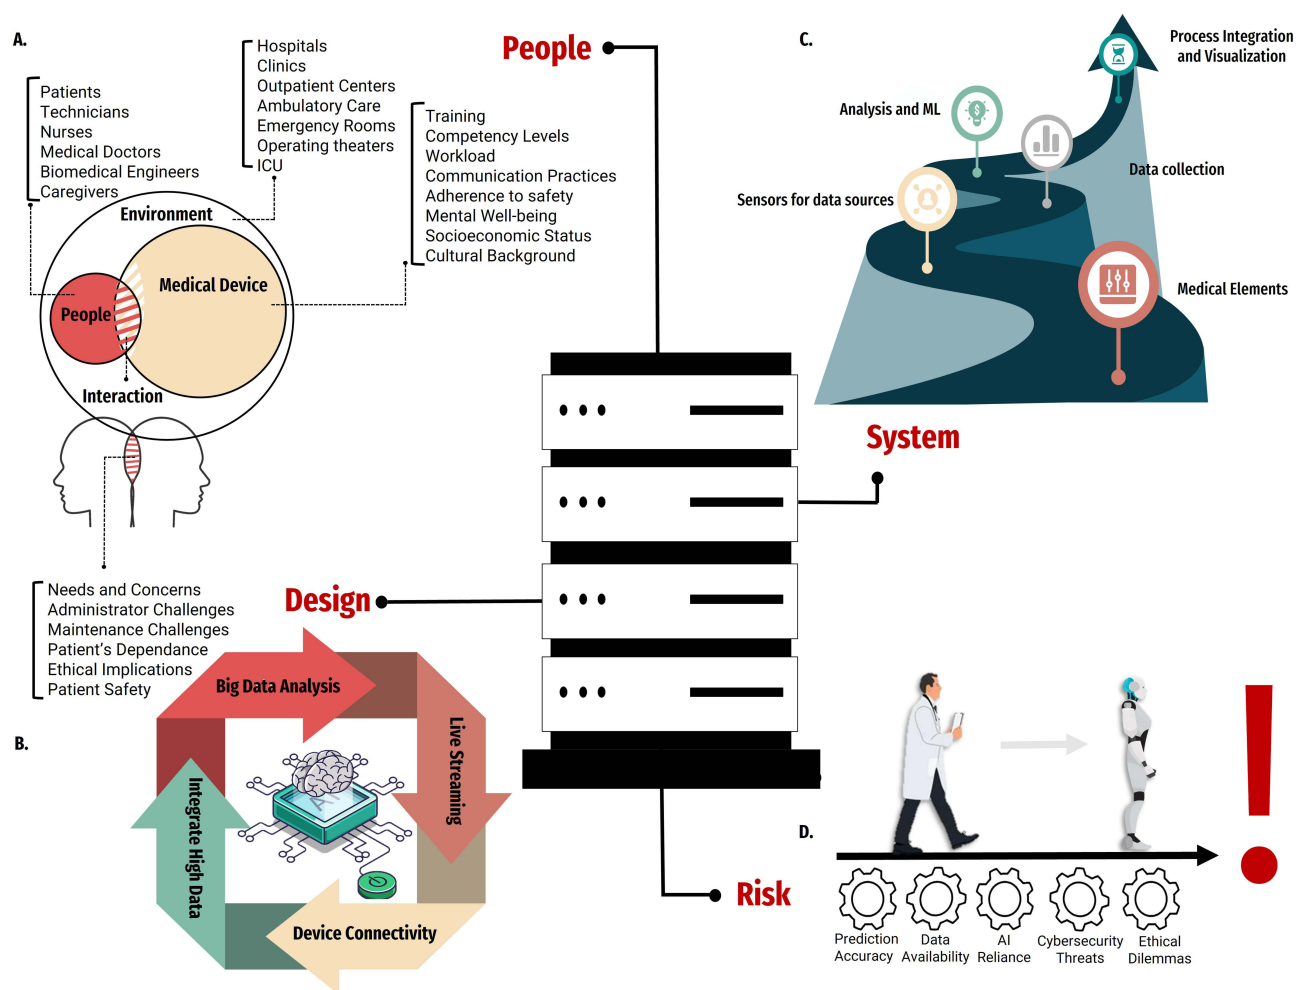 A.
Patients
Technicians
Nurses
Medical Doctors
Biomedical Engineers
Caregivers
Hospitals
Clinics
Outpatient Centers
Ambulatory Care
Emergency Rooms
Operating theaters
ICU
Training
Competency Levels
Workload
Communication Practices
Adherence to safety
Mental Well-being
Socioeconomic Status
Cultural Background
Environment
Medical Device
People
Interaction
Needs and Concerns
Administrator Challenges
Maintenance Challenges
Patient's Dependance
Ethical Implications
Patient Safety
People
System
Design
Risk
B.
Big Data Analysis
Live Streaming
Device Connectivity
Integrate High Data
AI
C.
Process Integration
and Visualization
Analysis and ML
$
Data collection
Sensors for data sources
Medical Elements
D.
Prediction
Accuracy
Data
Availability
AI
Reliance
Cybersecurity
Threats
Ethical
Dilemmas
!